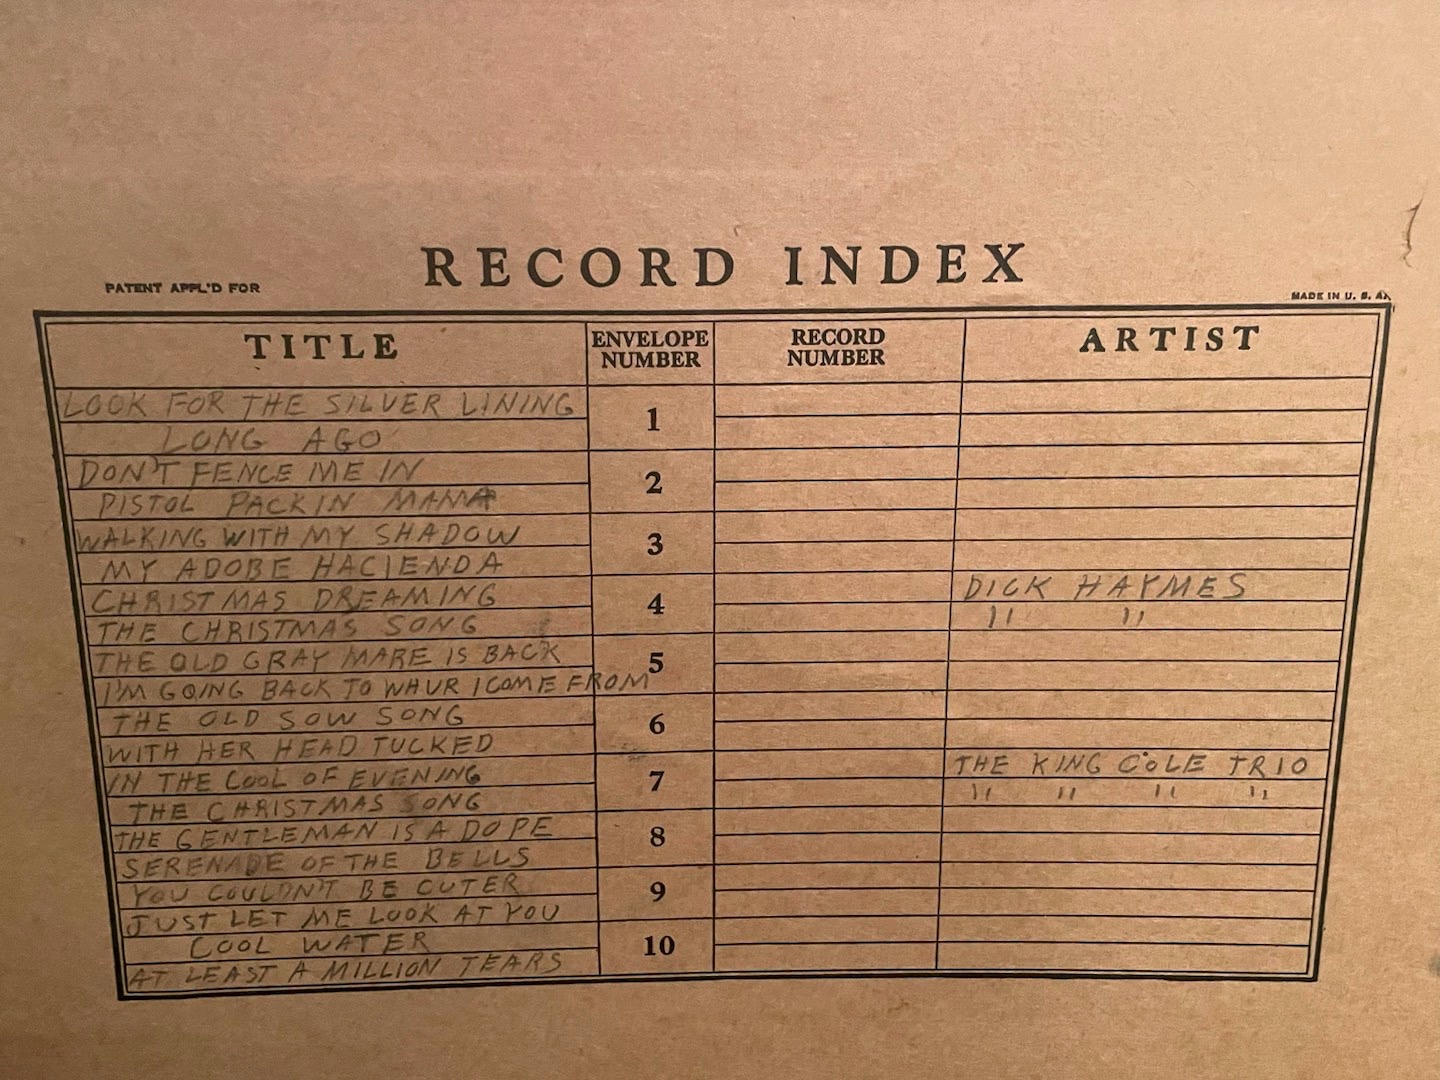 RECORD INDEX
PATENT APPL'D FOR
MADE IN U. S. A.
TITLE ENVELOPE NUMBER RECORD NUMBER ARTIST
LOOK FOR THE SILVER LINING 1
LONG AGO
DON'T FENCE ME IN 2
PISTOL PACKIN MAMA
WALKING WITH MY SHADOW 3
MY ADOBE HACIENDA
CHRISTMAS DREAMING 4 DICK HAYMES
THE CHRISTMAS SONG " "
THE OLD GRAY MARE IS BACK 5
I'M GOING BACK TO WHUR I COME FROM
THE OLD SOW SONG 6
WITH HER HEAD TUCKED
IN THE COOL OF EVENING 7 THE KING COLE TRIO
THE CHRISTMAS SONG " " " "
THE GENTLEMAN IS A DOPE 8
SERENADE OF THE BELLS
YOU COULDN'T BE CUTER 9
JUST LET ME LOOK AT YOU
COOL WATER 10
AT LEAST A MILLION TEARS